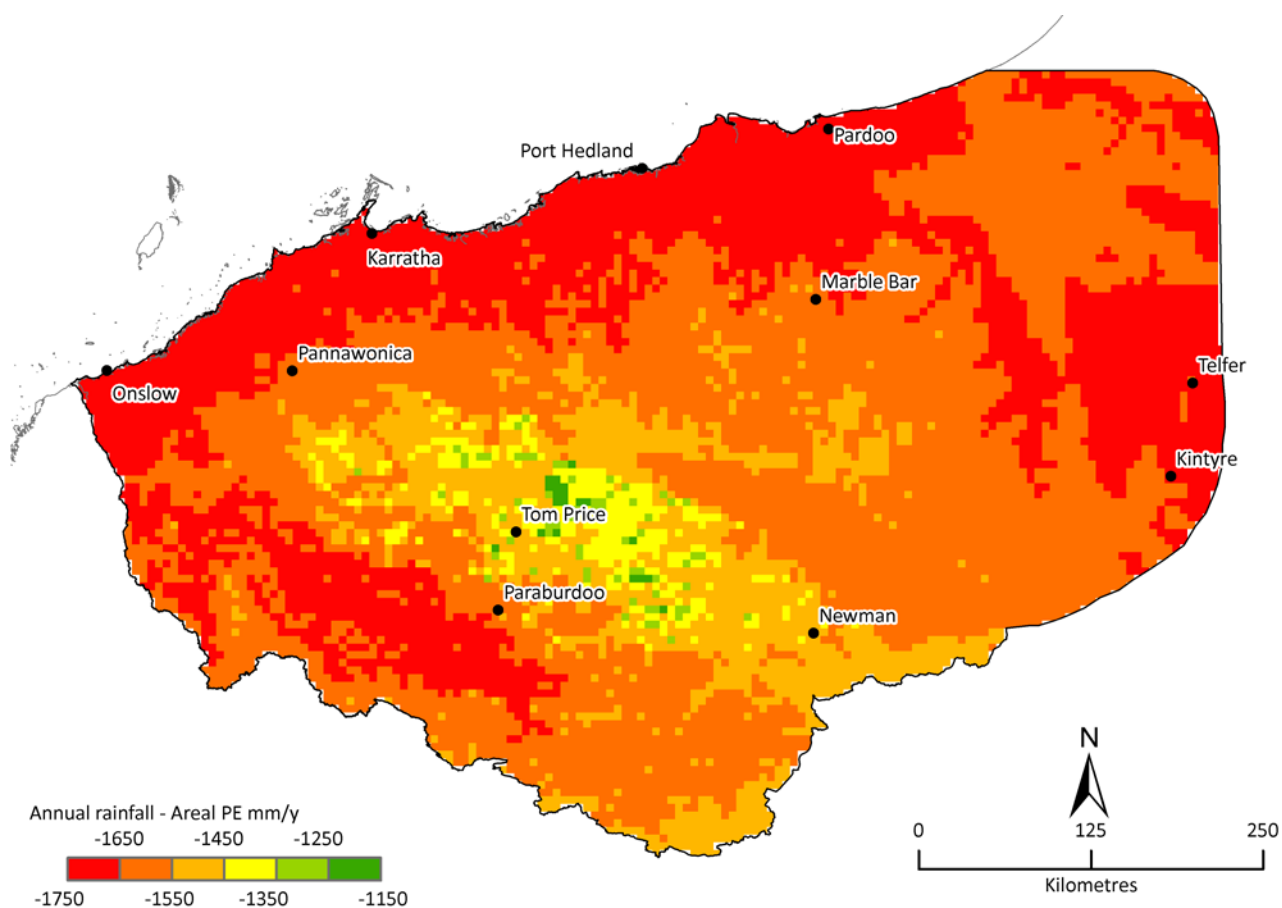 Pardoo
Port Hedland
Karratha
Marble Bar
Pannawonica
Telfer
Onslow
Kintyre
Tom Price
Paraburdoo
Newman
N
Annual rainfall - Areal PE mm/y
-1650 -1450 -1250
-1750 -1550 -1350 -1150
0 125 250
Kilometres